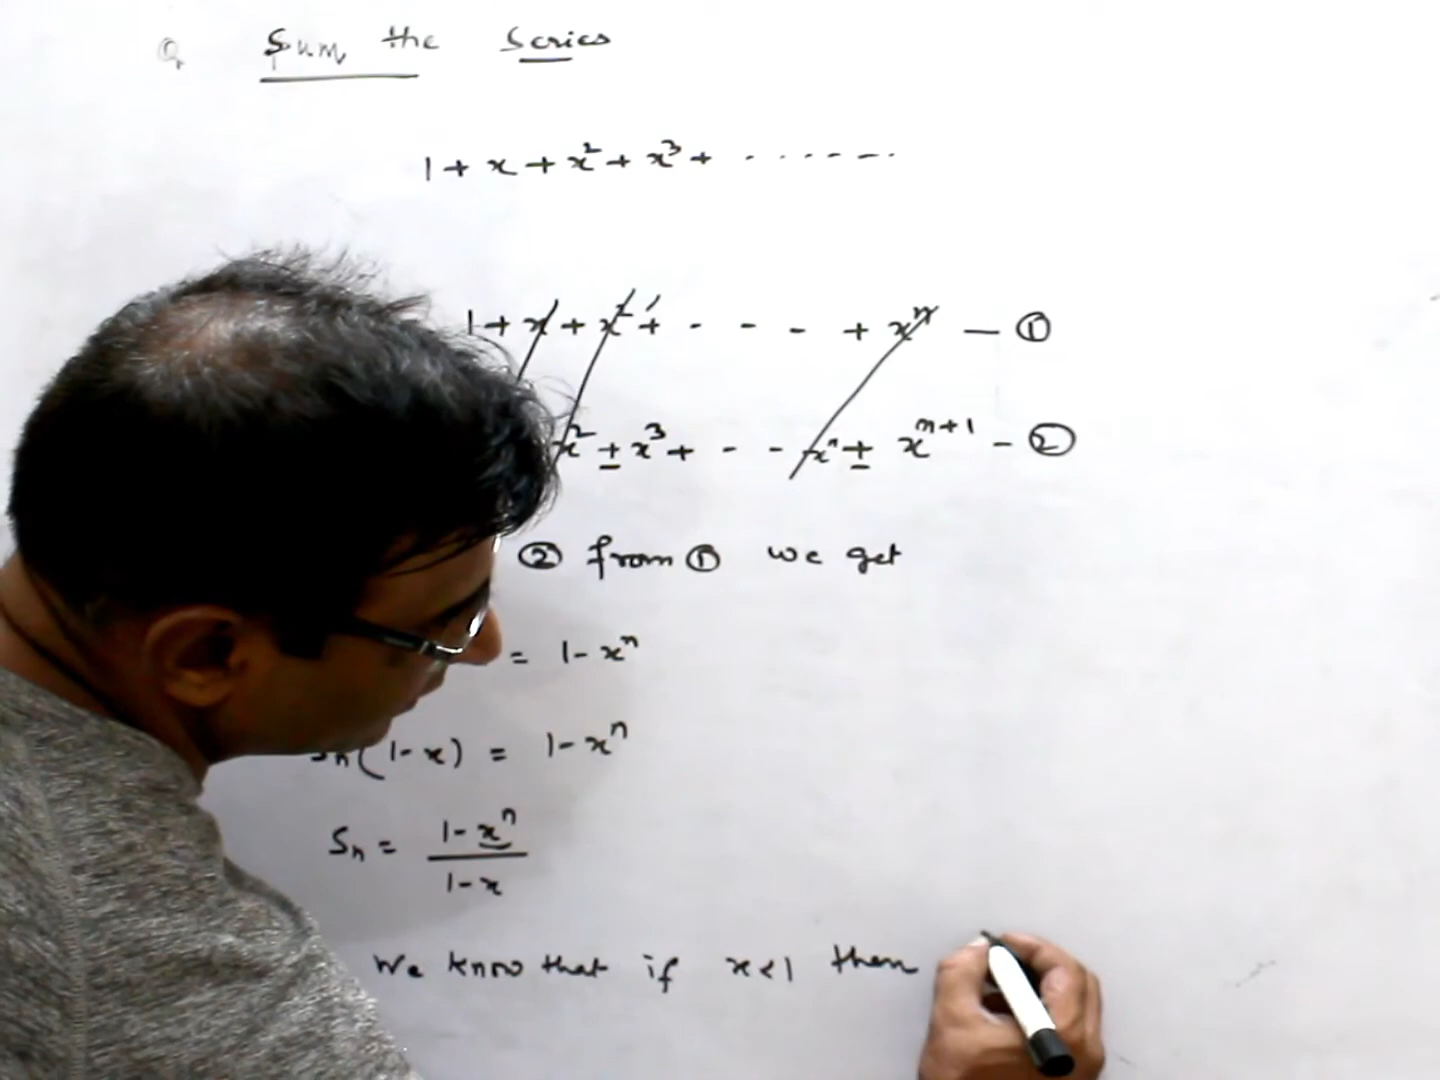 Q Sum the Series
1 + x + x² + x³ + . . . . . . .
1 + x + x² + - - - + xⁿ — ①
x² + x³ + - - xⁿ + xⁿ⁺¹ - ②
② from ① we get
= 1 - xⁿ
Sn (1 - x) = 1 - xⁿ
Sn = 1 - xⁿ
1 - x
We know that if x < 1 then